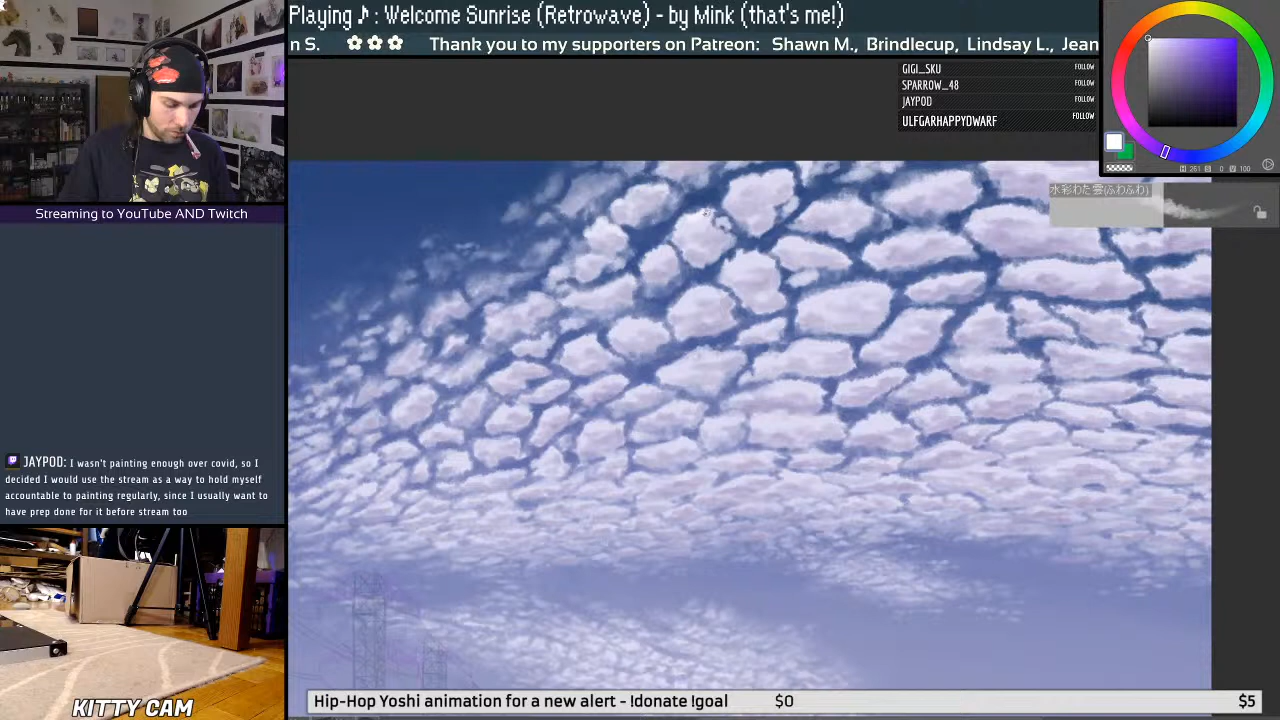 Playing ♪ : Welcome Sunrise (Retrowave) - by Mink (that's me!)
n S. ✿ ✿ ✿ Thank you to my supporters on Patreon: Shawn M., Brindlecup, Lindsay L., Jean
GIGI_SKU FOLLOW
SPARROW_48 FOLLOW
JAYPOD FOLLOW
ULFGARHAPPYDWARF FOLLOW
H 261 S 0 V 100
水彩わた雲(ふわふわ)
Streaming to YouTube AND Twitch
JAYPOD: I wasn't painting enough over covid, so I
decided I would use the stream as a way to hold myself
accountable to painting regularly, since I usually want to
have prep done for it before stream too
KITTY CAM
Hip-Hop Yoshi animation for a new alert - !donate !goal $0 $5